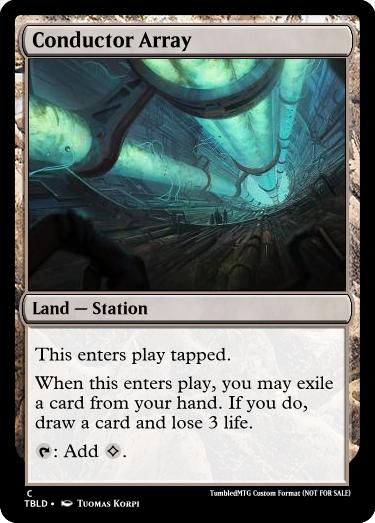 Conductor Array
Land — Station
This enters play tapped.
When this enters play, you may exile
a card from your hand. If you do,
draw a card and lose 3 life.
: Add .
C
TBLD • Tuomas Korpi
TumbledMTG Custom Format (NOT FOR SALE)